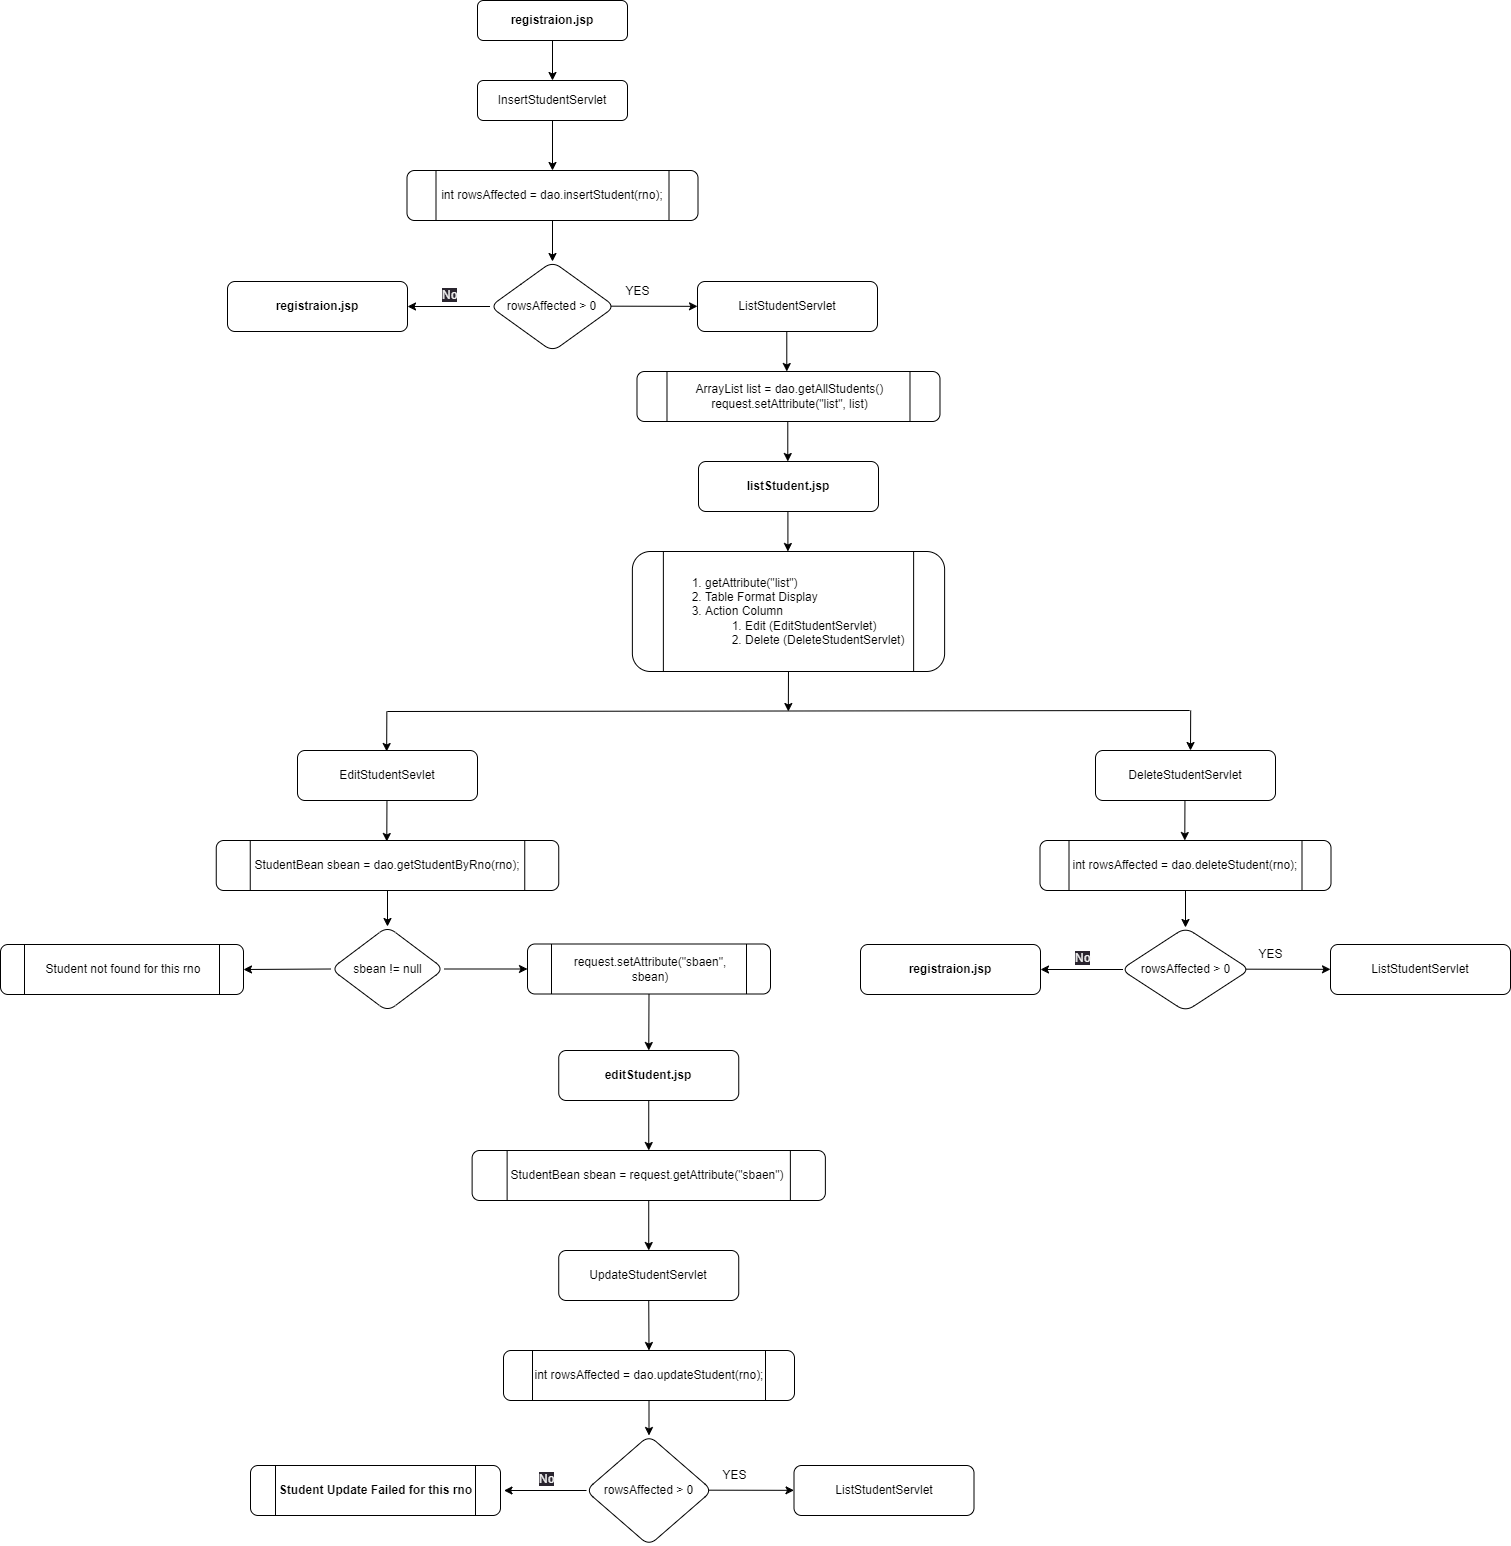 registraion.jsp
InsertStudentServlet
int rowsAffected = dao.insertStudent(rno);
registraion.jsp
No
rowsAffected > 0
YES
ListStudentServlet
ArrayList list = dao.getAllStudents()
request.setAttribute("list", list)
listStudent.jsp
1. getAttribute("list")
2. Table Format Display
3. Action Column
1. Edit (EditStudentServlet)
2. Delete (DeleteStudentServlet)
EditStudentSevlet
DeleteStudentServlet
StudentBean sbean = dao.getStudentByRno(rno);
int rowsAffected = dao.deleteStudent(rno);
Student not found for this rno
sbean != null
request.setAttribute("sbaen",
sbean)
registraion.jsp
No
rowsAffected > 0
YES
ListStudentServlet
editStudent.jsp
StudentBean sbean = request.getAttribute("sbaen")
UpdateStudentServlet
int rowsAffected = dao.updateStudent(rno);
Student Update Failed for this rno
No
rowsAffected > 0
YES
ListStudentServlet